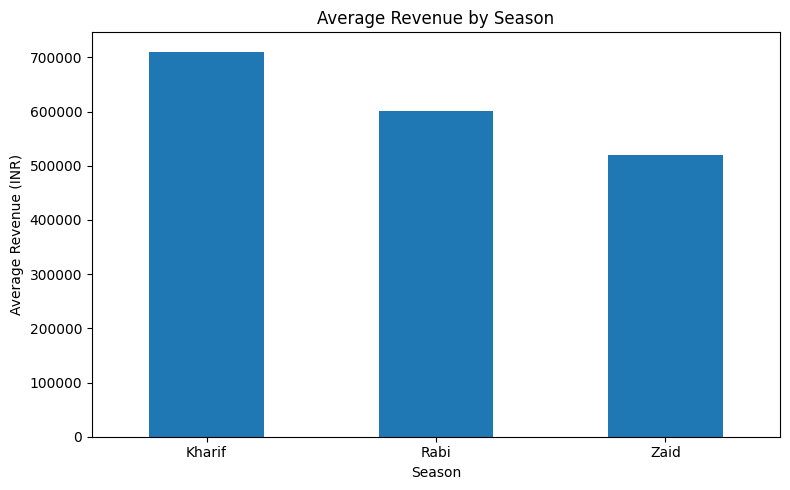 Average Revenue by Season
Average Revenue (INR)
700000
600000
500000
400000
300000
200000
100000
0
Kharif
Rabi
Zaid
Season